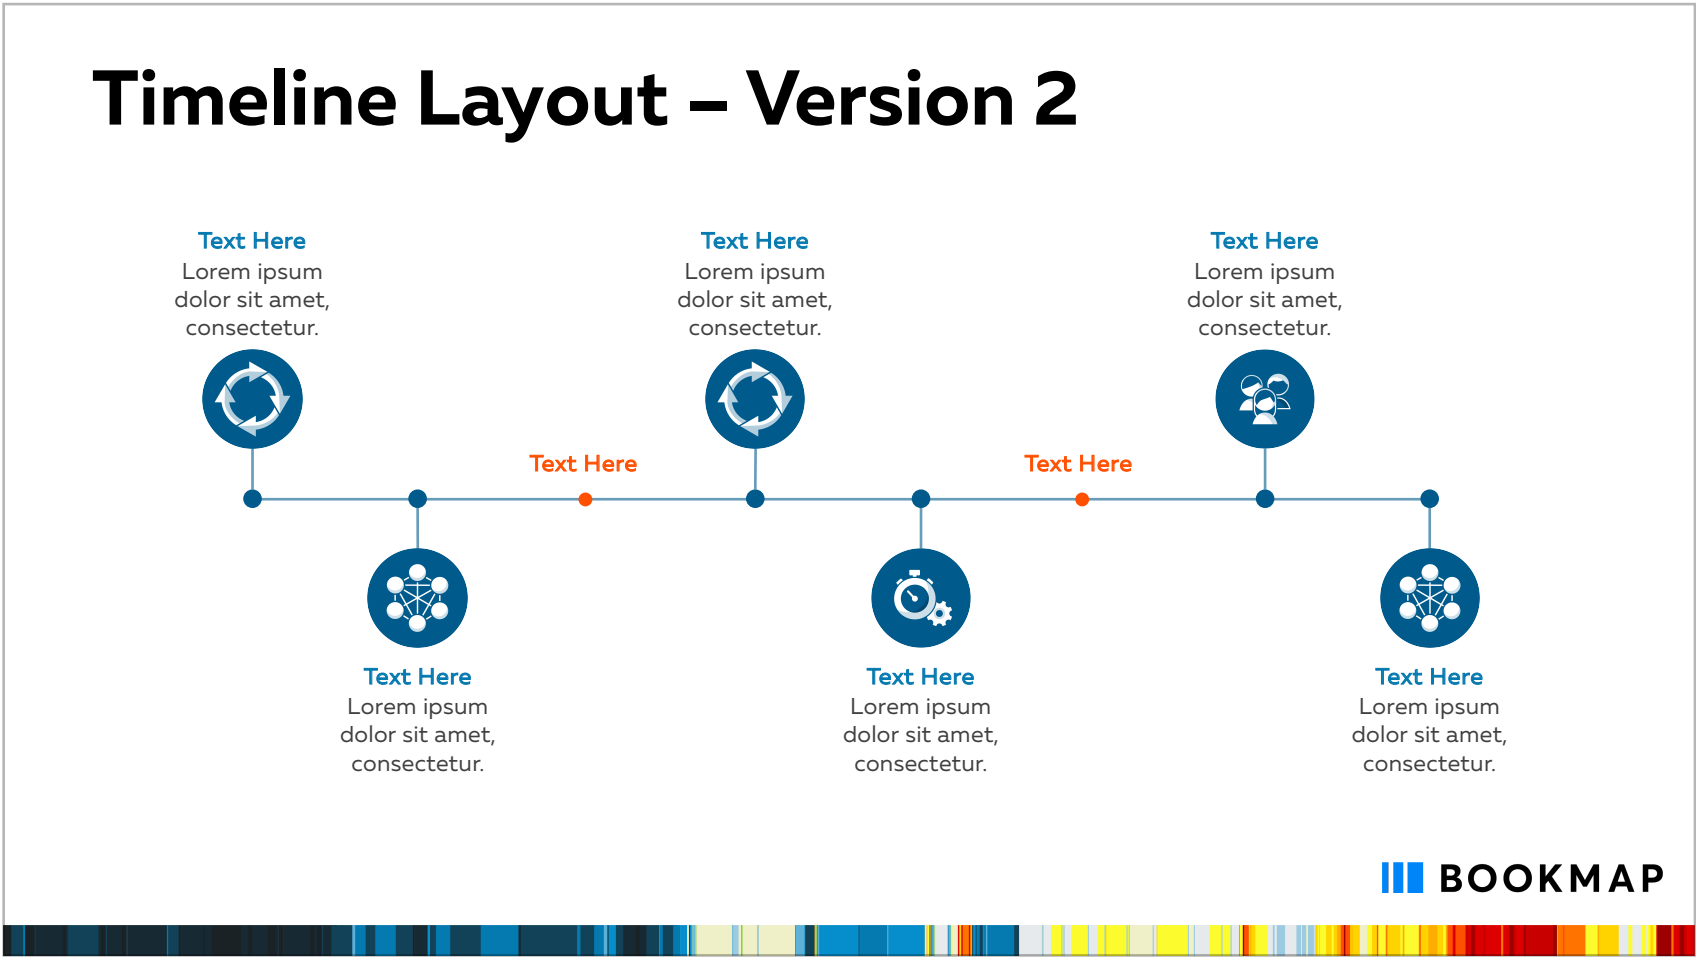 Timeline Layout – Version 2
Text Here
Lorem ipsum
dolor sit amet,
consectetur.
Text Here
Lorem ipsum
dolor sit amet,
consectetur.
Text Here
Lorem ipsum
dolor sit amet,
consectetur.
Text Here
Text Here
Text Here
Lorem ipsum
dolor sit amet,
consectetur.
Text Here
Lorem ipsum
dolor sit amet,
consectetur.
Text Here
Lorem ipsum
dolor sit amet,
consectetur.
BOOKMAP